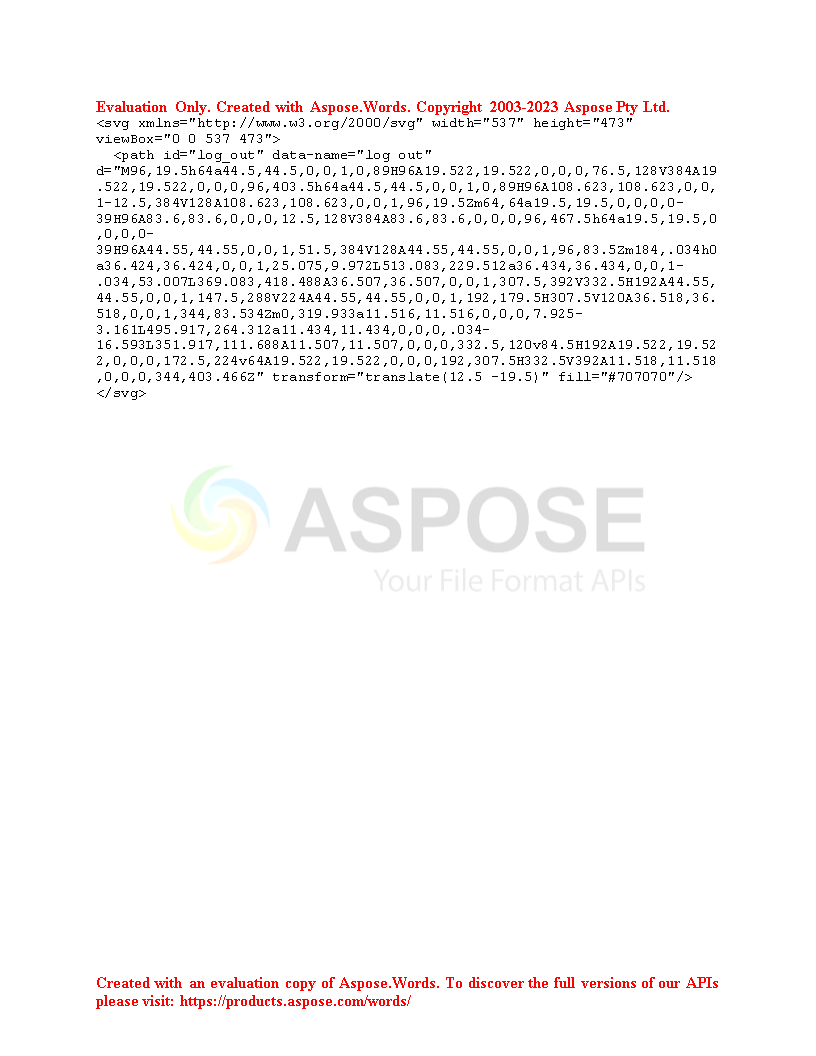 Evaluation Only. Created with Aspose.Words. Copyright 2003-2023 Aspose Pty Ltd.
<svg xmlns="http://www.w3.org/2000/svg" width="537" height="473"
viewBox="0 0 537 473">
  <path id="log_out" data-name="log out"
d="M96,19.5h64a44.5,44.5,0,0,1,0,89H96A19.522,19.522,0,0,0,76.5,128V384A19
.522,19.522,0,0,0,96,403.5h64a44.5,44.5,0,0,1,0,89H96A108.623,108.623,0,0,
1-12.5,384V128A108.623,108.623,0,0,1,96,19.5Zm64,64a19.5,19.5,0,0,0,0-
39H96A83.6,83.6,0,0,0,12.5,128V384A83.6,83.6,0,0,0,96,467.5h64a19.5,19.5,0
,0,0,0-
39H96A44.55,44.55,0,0,1,51.5,384V128A44.55,44.55,0,0,1,96,83.5Zm184,.034h0
a36.424,36.424,0,0,1,25.075,9.972L513.083,229.512a36.434,36.434,0,0,1-
.034,53.007L369.083,418.488A36.507,36.507,0,0,1,307.5,392V332.5H192A44.55,
44.55,0,0,1,147.5,288V224A44.55,44.55,0,0,1,192,179.5H307.5V120A36.518,36.
518,0,0,1,344,83.534Zm0,319.933a11.516,11.516,0,0,0,7.925-
3.161L495.917,264.312a11.434,11.434,0,0,0,.034-
16.593L351.917,111.688A11.507,11.507,0,0,0,332.5,120v84.5H192A19.522,19.52
2,0,0,0,172.5,224v64A19.522,19.522,0,0,0,192,307.5H332.5V392A11.518,11.518
,0,0,0,344,403.466Z" transform="translate(12.5 -19.5)" fill="#707070"/>
</svg>
ASPOSE
Your File Format APIs
Created with an evaluation copy of Aspose.Words. To discover the full versions of our APIs
please visit: https://products.aspose.com/words/